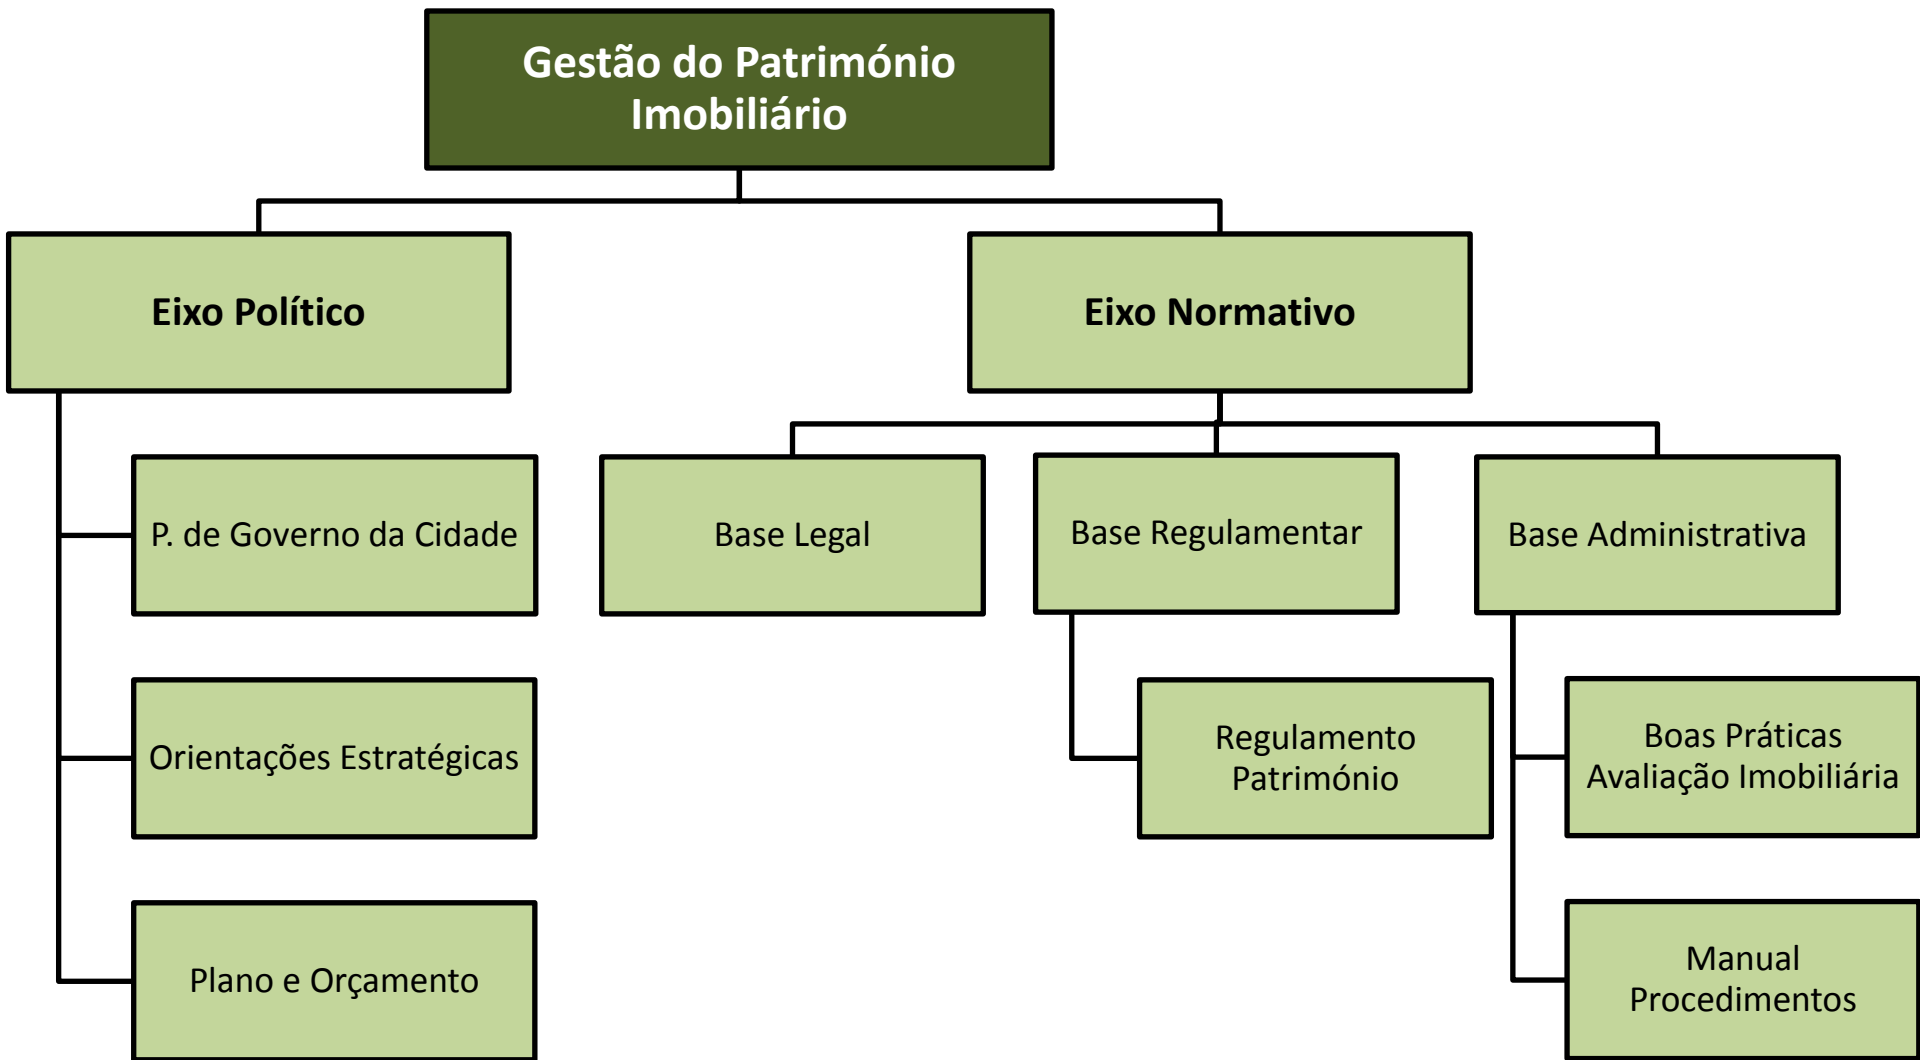 Gestão do Património
Imobiliário
Eixo Político
Eixo Normativo
P. de Governo da Cidade
Base Legal
Base Regulamentar
Base Administrativa
Orientações Estratégicas
Regulamento
Património
Boas Práticas
Avaliação Imobiliária
Plano e Orçamento
Manual
Procedimentos